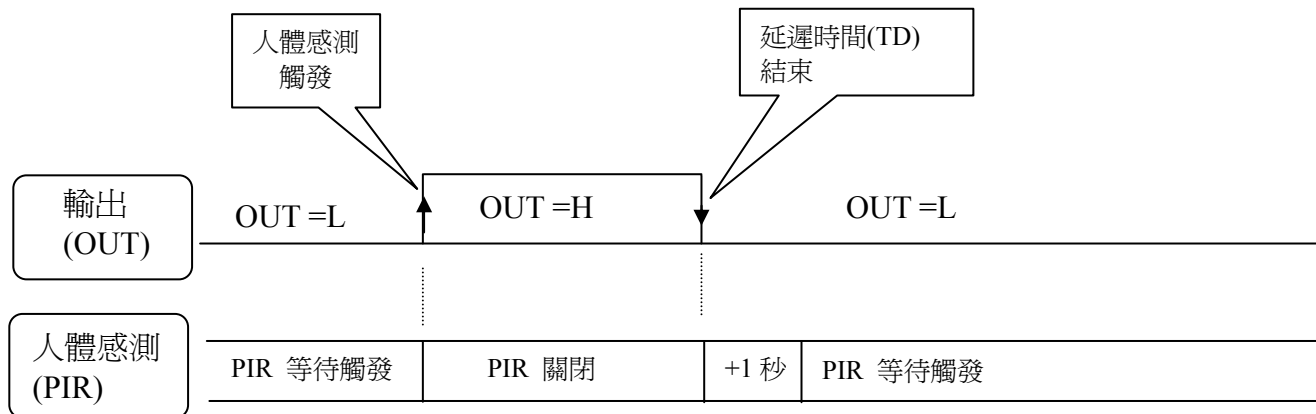 人體感測
觸發
延遲時間(TD)
結束
輸出
(OUT)
OUT =L
OUT =H
OUT =L
人體感測
(PIR)
PIR 等待觸發
PIR 關閉
+1 秒
PIR 等待觸發